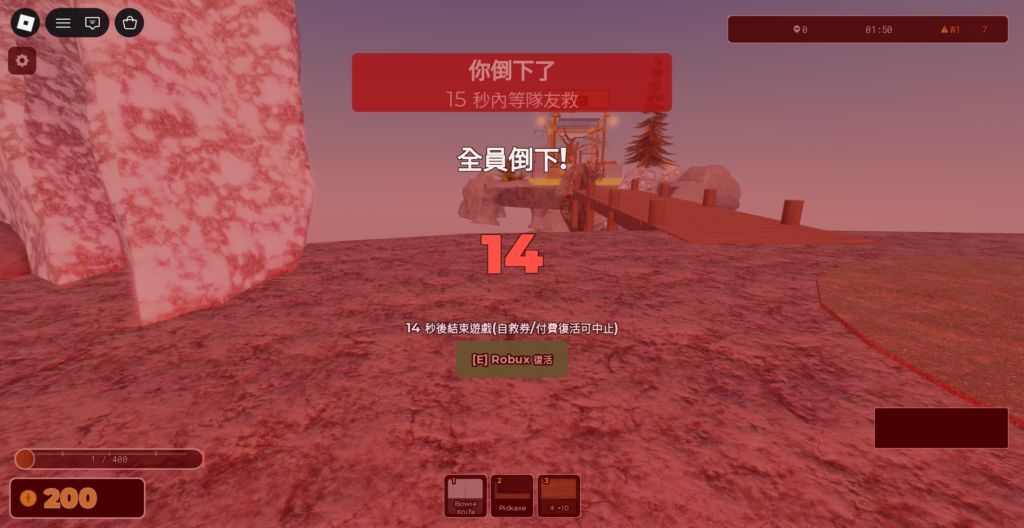 0
01:50
W1 · 7
你倒下了
15 秒內等隊友救
全員倒下!
14
14 秒後結束遊戲(自救券/付費復活可中止)
[E] Robux 復活
1 / 400
200
1
Bowie
Knife
2
Pickaxe
3
×10